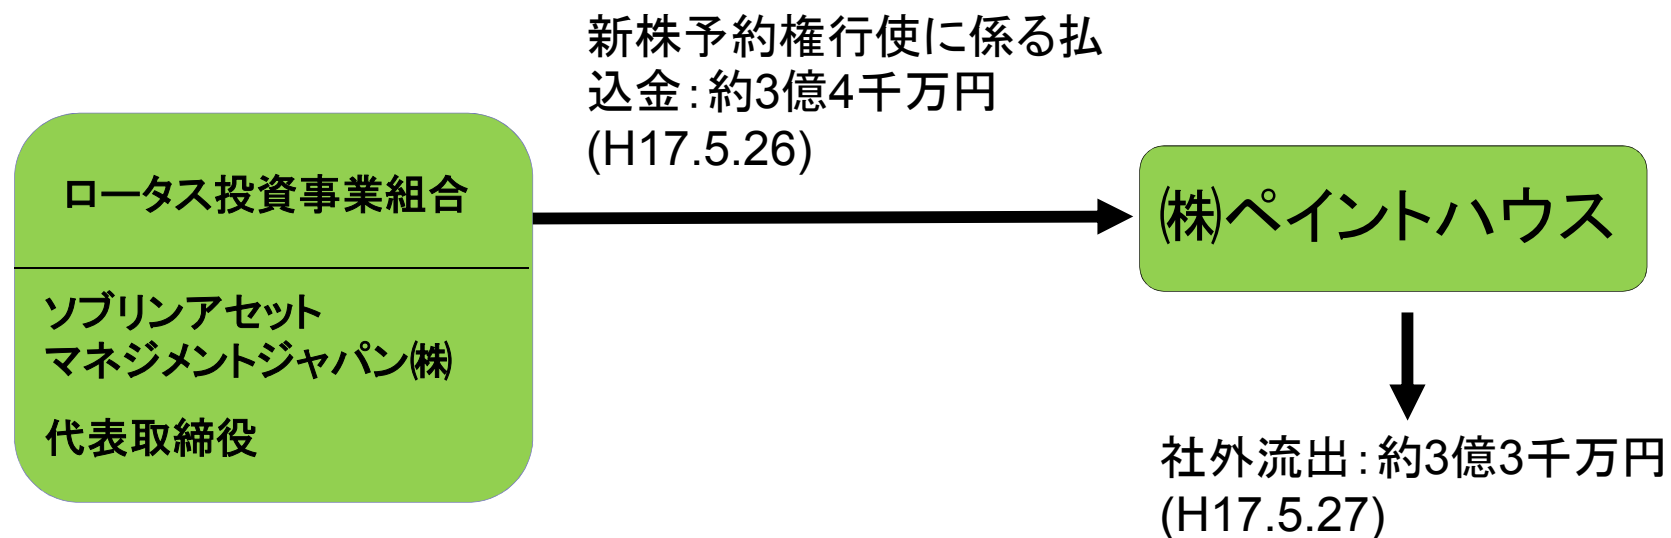 新株予約権行使に係る払
込金：約3億4千万円
(H17.5.26)
ロータス投資事業組合
ソブリンアセット
マネジメントジャパン㈱
代表取締役
㈱ペイントハウス
社外流出：約3億3千万円
(H17.5.27)